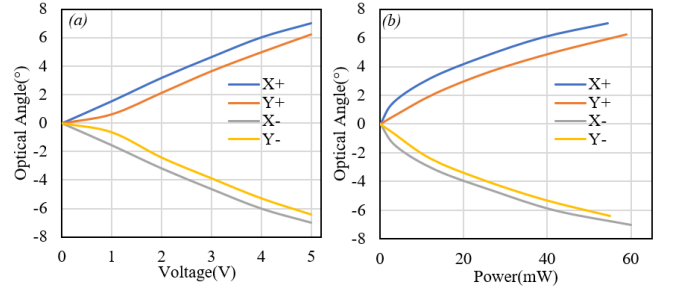 (a)
8
6
4
2
0
-2
-4
-6
-8
Optical Angle(°)
X+
Y+
X-
Y-
0 1 2 3 4 5
Voltage(V)
(b)
8
6
4
2
0
-2
-4
-6
-8
Optical Angle(°)
X+
Y+
X-
Y-
0 20 40 60
Power(mW)